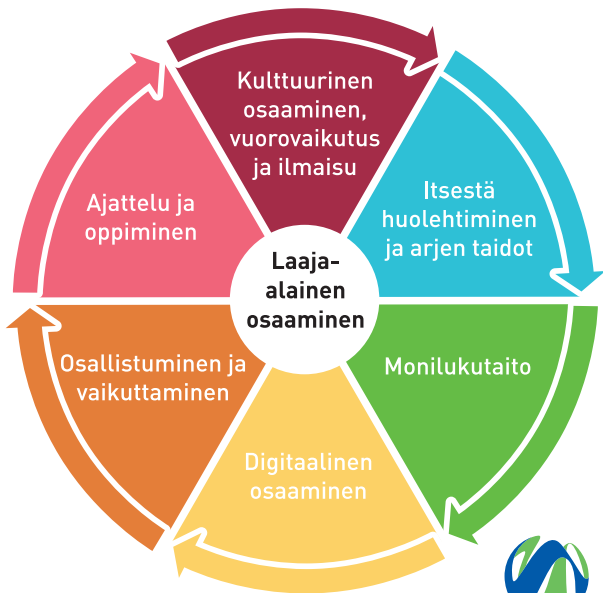 Kulttuurinen
osaaminen,
vuorovaikutus
ja ilmaisu
Itsestä
huolehtiminen
ja arjen taidot
Monilukutaito
Digitaalinen
osaaminen
Osallistuminen ja
vaikuttaminen
Ajattelu ja
oppiminen
Laaja-
alainen
osaaminen